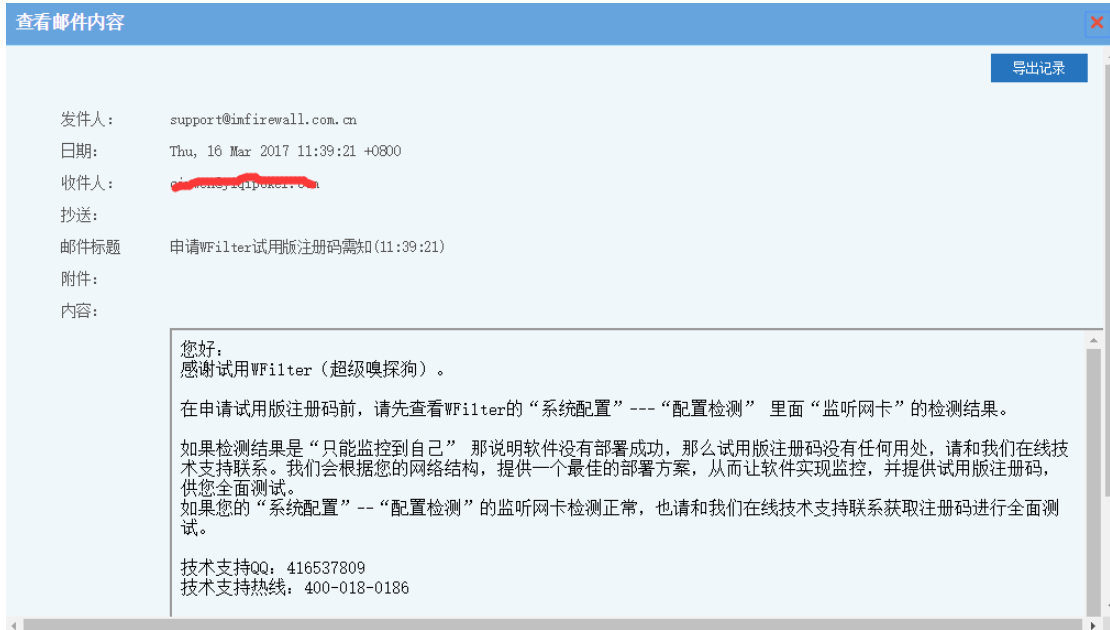 查看邮件内容
导出记录
发件人: support@imfirewall.com.cn
日期: Thu, 16 Mar 2017 11:39:21 +0800
收件人:
抄送:
邮件标题 申请WFilter试用版注册码需知(11:39:21)
附件:
内容:
您好:
感谢试用WFilter（超级嗅探狗）。
在申请试用版注册码前，请先查看WFilter的“系统配置”---“配置检测” 里面“监听网卡”的检测结果。
如果检测结果是“只能监控到自己” 那说明软件没有部署成功，那么试用版注册码没有任何用处，请和我们在线技
术支持联系。我们会根据您的网络结构，提供一个最佳的部署方案，从而让软件实现监控，并提供试用版注册码，
供您全面测试。
如果您的“系统配置”--“配置检测”的监听网卡检测正常，也请和我们在线技术支持联系获取注册码进行全面测
试。
技术支持QQ: 416537809
技术支持热线: 400-018-0186